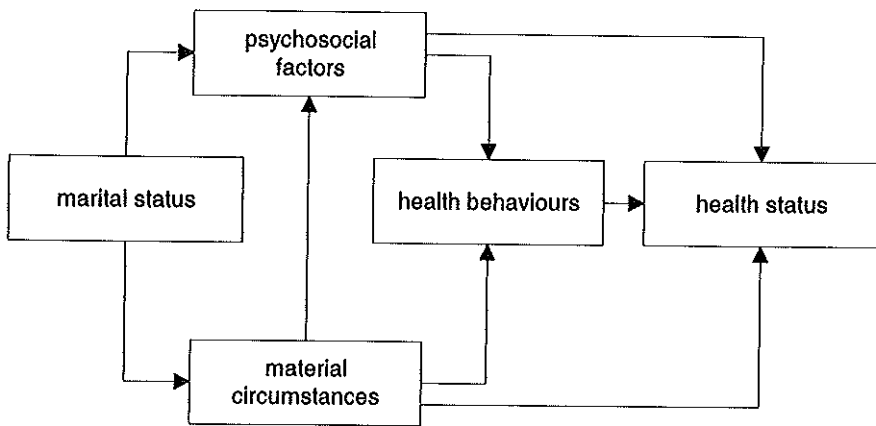 psychosocial
factors
marital status
health behaviours
health status
material
circumstances